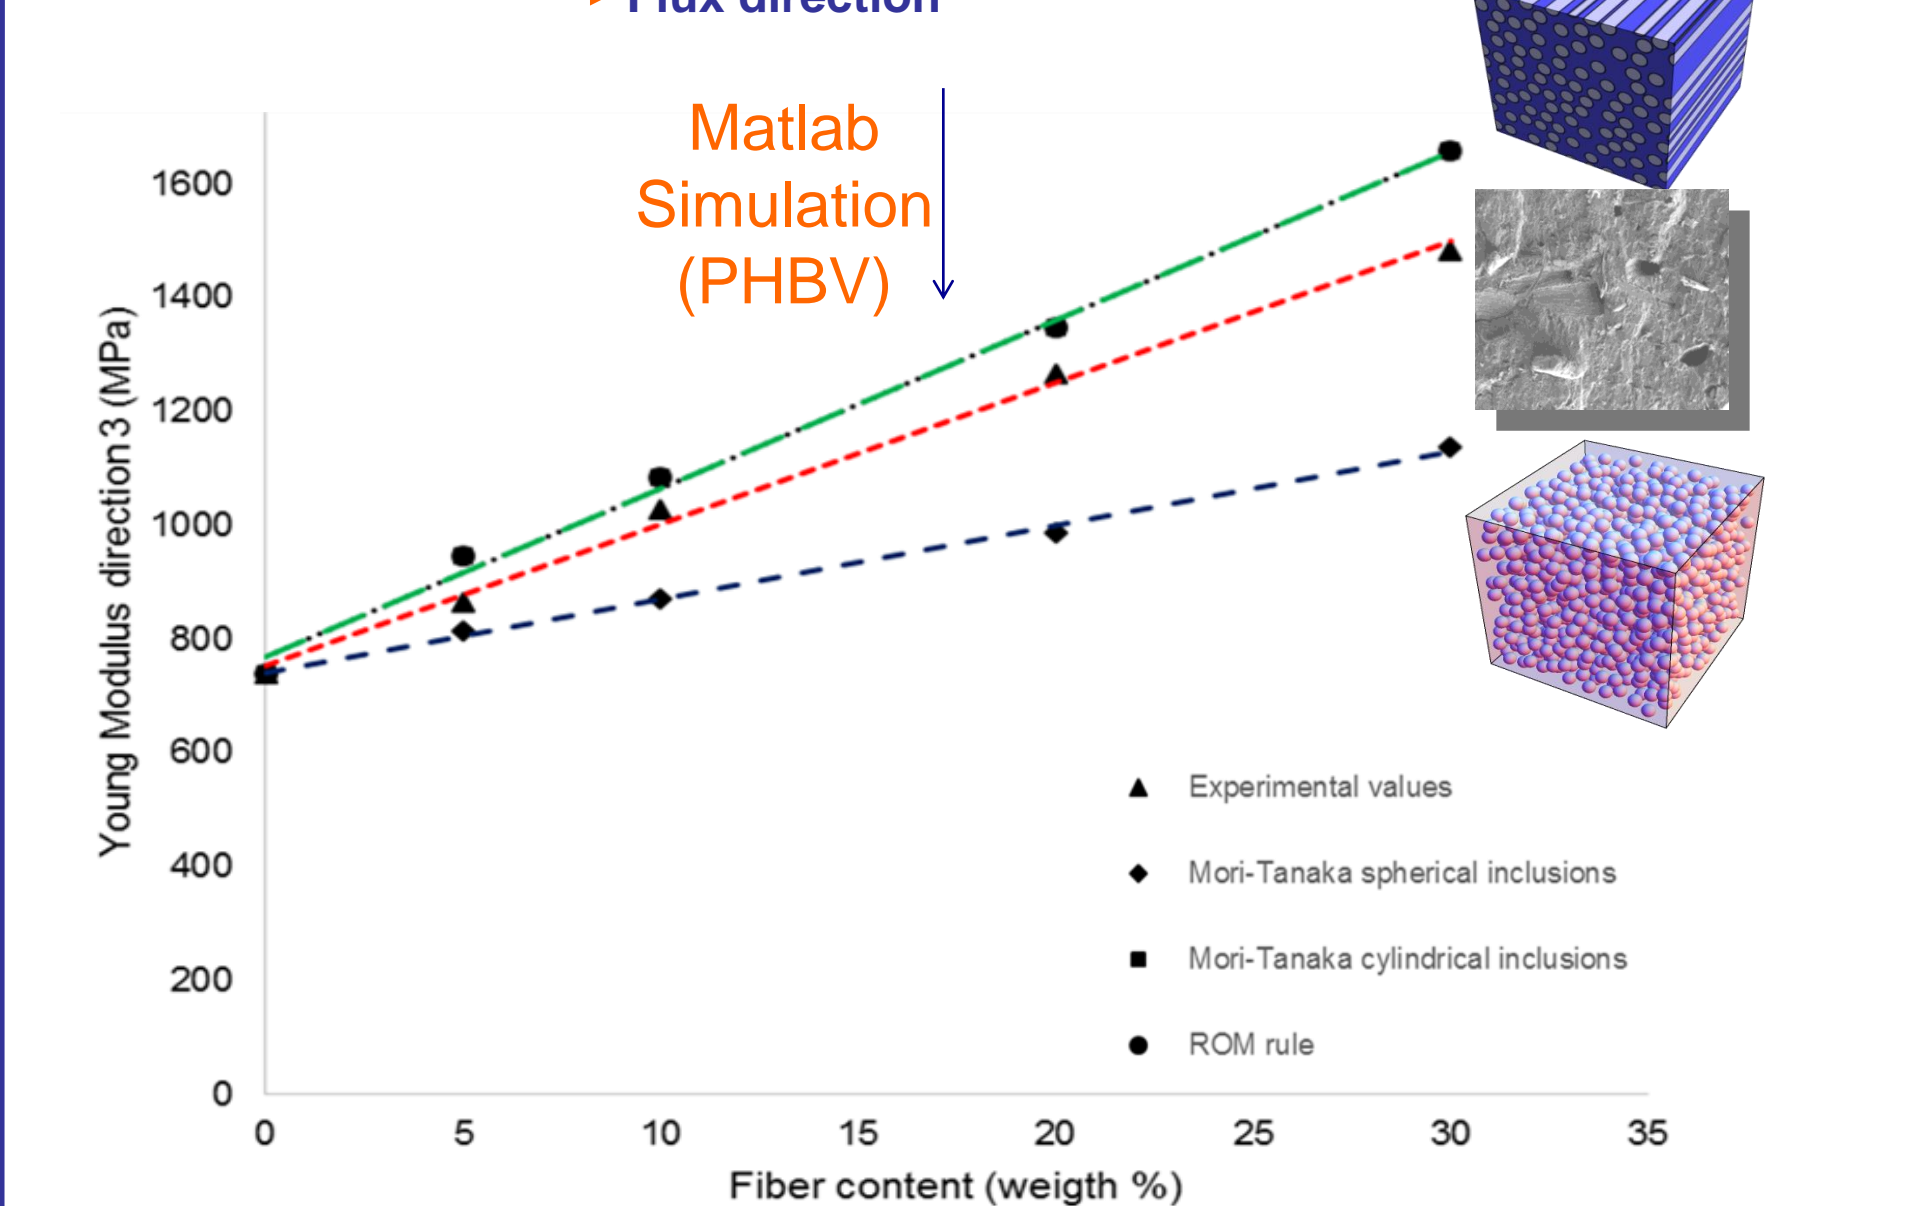 Flux direction
Matlab
Simulation
(PHBV)
1600
1400
1200
1000
800
600
400
200
0
Young Modulus direction 3 (MPa)
Experimental values
Mori-Tanaka spherical inclusions
Mori-Tanaka cylindrical inclusions
ROM rule
0 5 10 15 20 25 30 35
Fiber content (weigth %)